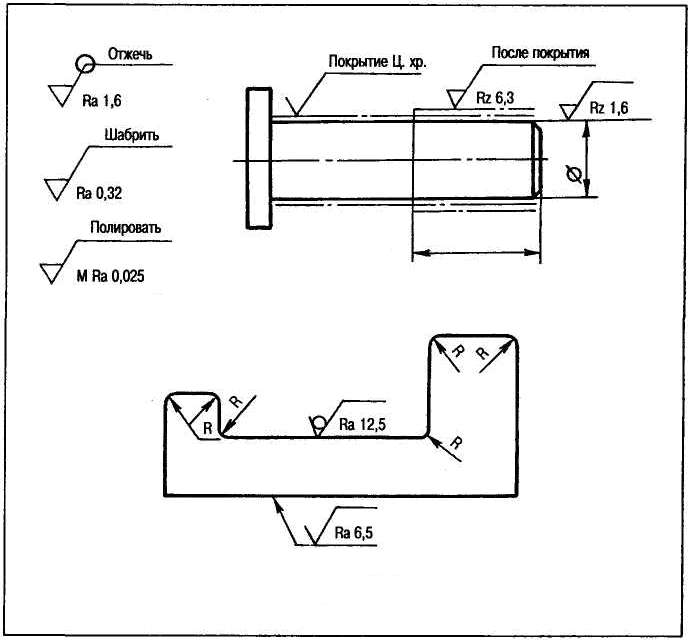 Отжечь
Ra 1,6
Шабрить
Ra 0,32
Полировать
M Ra 0,025
Покрытие Ц. хр.
После покрытия
Rz 6,3
Rz 1,6
Ø
R
R
R
R
R
Ra 12,5
R
Ra 6,5